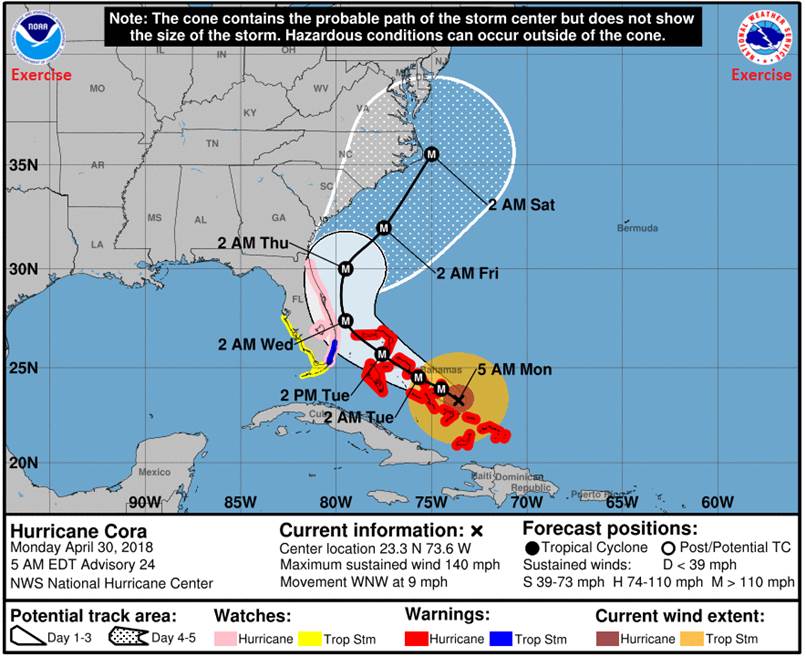 Note: The cone contains the probable path of the storm center but does not show
the size of the storm. Hazardous conditions can occur outside of the cone.
NOAA
NATIONAL WEATHER SERVICE
Exercise
Exercise
IL
IN
OH
MD
DE
NJ
MO
KY
WV
VA
TN
NC
35N
AR
SC
2 AM Sat
MS
AL
GA
Bermuda
LA
2 AM Thu
30N
2 AM Fri
FL
2 AM Wed
25N
Bahamas
5 AM Mon
2 PM Tue
2 AM Tue
Cuba
20N
Mexico
Haiti
Dominican
Republic
Puerto Rico
M
M
M
M
M
M
M
90W
85W
80W
75W
70W
65W
60W
Hurricane Cora
Monday April 30, 2018
5 AM EDT Advisory 24
NWS National Hurricane Center
Current information: ×
Center location 23.3 N 73.6 W
Maximum sustained wind 140 mph
Movement WNW at 9 mph
Forecast positions:
Tropical Cyclone
Post/Potential TC
Sustained winds: D < 39 mph
S 39-73 mph H 74-110 mph M > 110 mph
Potential track area:
Day 1-3
Day 4-5
Watches:
Hurricane
Trop Stm
Warnings:
Hurricane
Trop Stm
Current wind extent:
Hurricane
Trop Stm